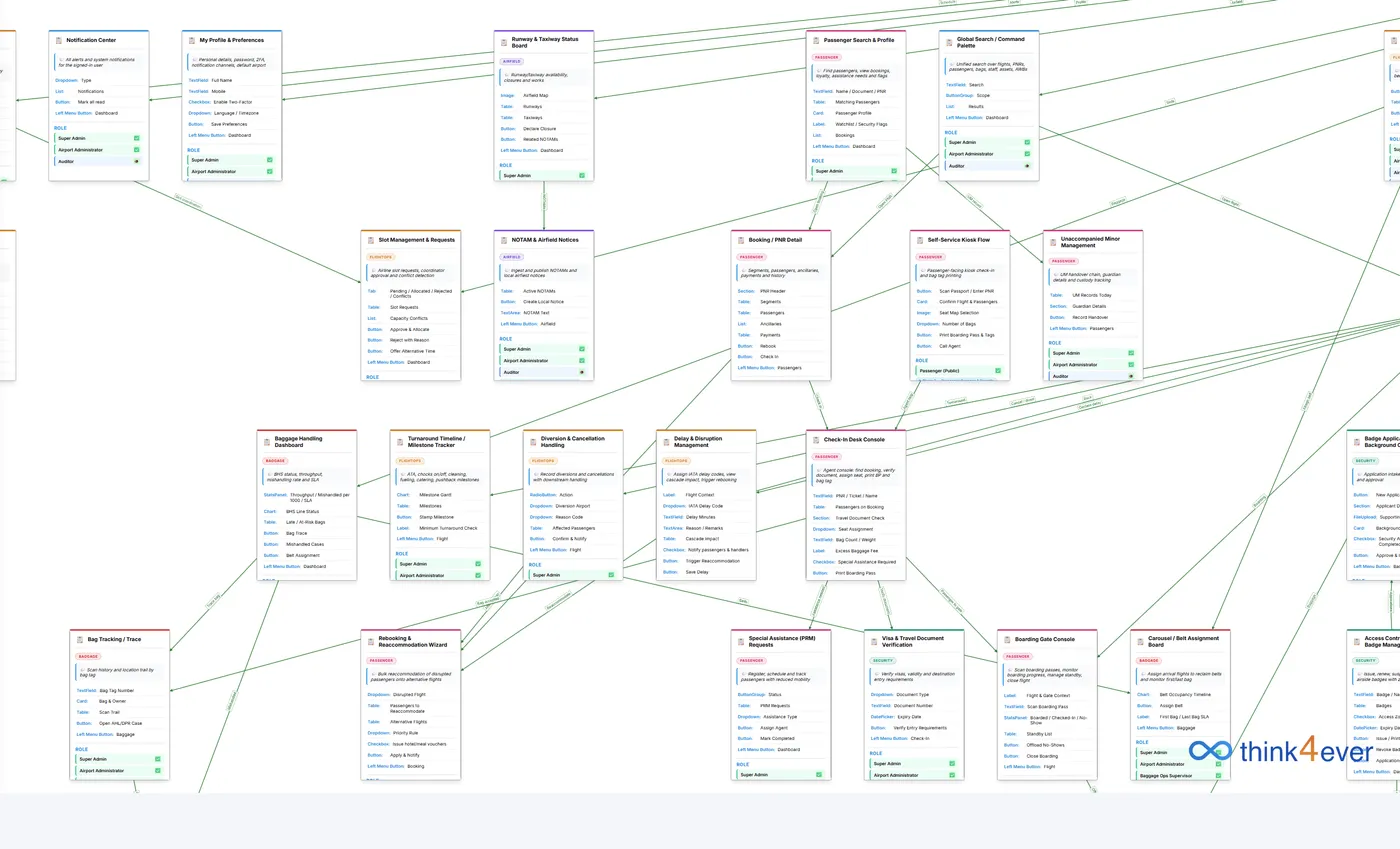 Notification Center
All alerts and system notifications
for the signed-in user
Dropdown: Type
List: Notifications
Button: Mark all read
Left Menu Button: Dashboard
ROLE
Super Admin
Airport Administrator
Auditor
My Profile & Preferences
Personal details, password, 2FA,
notification channels, default airport
TextField: Full Name
TextField: Mobile
Checkbox: Enable Two-Factor
Dropdown: Language / Timezone
Button: Save Preferences
Left Menu Button: Dashboard
ROLE
Super Admin
Airport Administrator
Runway & Taxiway Status
Board
AIRFIELD
Runway/taxiway availability,
closures and works
Image: Airfield Map
Table: Runways
Table: Taxiways
Button: Declare Closure
Button: Related NOTAMs
Left Menu Button: Dashboard
ROLE
Super Admin
Passenger Search & Profile
PASSENGER
Find passengers, view bookings,
loyalty, assistance needs and flags
TextField: Name / Document / PNR
Table: Matching Passengers
Card: Passenger Profile
Label: Watchlist / Security Flags
List: Bookings
Left Menu Button: Dashboard
ROLE
Super Admin
Global Search / Command
Palette
Unified search over flights, PNRs,
passengers, bags, staff, assets, AWBs
TextField: Search
ButtonGroup: Scope
List: Results
Left Menu Button: Dashboard
ROLE
Super Admin
Airport Administrator
Auditor
Slot Management & Requests
FLIGHTOPS
Airline slot requests, coordinator
approval and conflict detection
Tab: Pending / Allocated / Rejected
/ Conflicts
Table: Slot Requests
List: Capacity Conflicts
Button: Approve & Allocate
Button: Reject with Reason
Button: Offer Alternative Time
Left Menu Button: Dashboard
ROLE
NOTAM & Airfield Notices
AIRFIELD
Ingest and publish NOTAMs and
local airfield notices
Table: Active NOTAMs
Button: Create Local Notice
TextArea: NOTAM Text
Left Menu Button: Airfield
ROLE
Super Admin
Airport Administrator
Auditor
Booking / PNR Detail
PASSENGER
Segments, passengers, ancillaries,
payments and history
Section: PNR Header
Table: Segments
Table: Passengers
List: Ancillaries
Table: Payments
Button: Rebook
Button: Check In
Left Menu Button: Passengers
Self-Service Kiosk Flow
PASSENGER
Passenger-facing kiosk check-in
and bag tag printing
Button: Scan Passport / Enter PNR
Card: Confirm Flight & Passengers
Image: Seat Map Selection
Dropdown: Number of Bags
Button: Print Boarding Pass & Tags
Button: Call Agent
ROLE
Passenger (Public)
Unaccompanied Minor
Management
PASSENGER
UM handover chain, guardian
details and custody tracking
Table: UM Records Today
Section: Guardian Details
Button: Record Handover
Left Menu Button: Passengers
ROLE
Super Admin
Airport Administrator
Auditor
Baggage Handling
Dashboard
BAGGAGE
BHS status, throughput,
mishandling rate and SLA
StatsPanel: Throughput / Mishandled per
1000 / SLA
Chart: BHS Line Status
Table: Late / At-Risk Bags
Button: Bag Trace
Button: Mishandled Cases
Button: Belt Assignment
Left Menu Button: Dashboard
Turnaround Timeline /
Milestone Tracker
FLIGHTOPS
ATA, chocks on/off, cleaning,
fueling, catering, pushback milestones
Chart: Milestone Gantt
Table: Milestones
Button: Stamp Milestone
Label: Minimum Turnaround Check
Left Menu Button: Flight
ROLE
Super Admin
Airport Administrator
Diversion & Cancellation
Handling
FLIGHTOPS
Record diversions and cancellations
with downstream handling
RadioButton: Action
Dropdown: Diversion Airport
Dropdown: Reason Code
Table: Affected Passengers
Button: Confirm & Notify
Left Menu Button: Flight
ROLE
Super Admin
Delay & Disruption
Management
FLIGHTOPS
Assign IATA delay codes, view
cascade impact, trigger rebooking
Label: Flight Context
Dropdown: IATA Delay Code
TextField: Delay Minutes
TextArea: Reason / Remarks
Table: Cascade Impact
Checkbox: Notify passengers & handlers
Button: Trigger Reaccommodation
Button: Save Delay
Check-In Desk Console
PASSENGER
Agent console: find booking, verify
document, assign seat, print BP and
bag tag
TextField: PNR / Ticket / Name
Table: Passengers on Booking
Section: Travel Document Check
Dropdown: Seat Assignment
TextField: Bag Count / Weight
Label: Excess Baggage Fee
Checkbox: Special Assistance Required
Button: Print Boarding Pass
Badge Applic
SECURITY
Bag Tracking / Trace
BAGGAGE
Scan history and location trail by
bag tag
TextField: Bag Tag Number
Card: Bag & Owner
Table: Scan Trail
Button: Open AHL/DPR Case
Left Menu Button: Baggage
ROLE
Super Admin
Airport Administrator
Rebooking &
Reaccommodation Wizard
PASSENGER
Bulk reaccommodation of disrupted
passengers onto alternative flights
Dropdown: Disrupted Flight
Table: Passengers to
Reaccommodate
Table: Alternative Flights
Dropdown: Priority Rule
Checkbox: Issue hotel/meal vouchers
Button: Apply & Notify
Left Menu Button: Booking
Special Assistance (PRM)
Requests
PASSENGER
Register, schedule and track
passengers with reduced mobility
ButtonGroup: Status
Table: PRM Requests
Dropdown: Assistance Type
Button: Assign Agent
Button: Mark Completed
Left Menu Button: Dashboard
ROLE
Super Admin
Visa & Travel Document
Verification
SECURITY
Verify visas, validity and destination
entry requirements
Dropdown: Document Type
TextField: Document Number
DatePicker: Expiry Date
Button: Verify Entry Requirements
Left Menu Button: Check-In
ROLE
Super Admin
Airport Administrator
Boarding Gate Console
PASSENGER
Scan boarding passes, monitor
boarding progress, manage standby,
close flight
Label: Flight & Gate Context
TextField: Scan Boarding Pass
StatsPanel: Boarded / Checked-In / No-
Show
Table: Standby List
Button: Offload No-Shows
Button: Close Boarding
Left Menu Button: Flight
Carousel / Belt Assignment
Board
BAGGAGE
Assign arrival flights to reclaim belts
and monitor first/last bag
Chart: Belt Occupancy Timeline
Button: Assign Belt
Label: First Bag / Last Bag SLA
Left Menu Button: Baggage
ROLE
Super Admin
Airport Administrator
Baggage Ops Supervisor
Access Contr
Badge Manag
SECURITY
think4ever